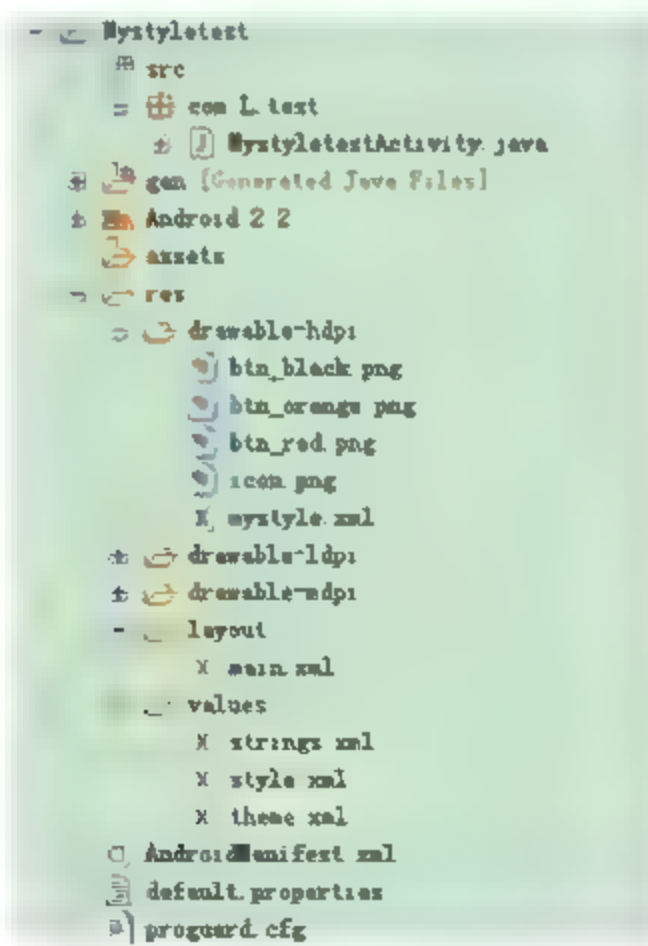 Mystyletest
src
com.L.test
MystyletestActivity.java
gen [Generated Java Files]
Android 2.2
assets
res
drawable-hdpi
btn_black.png
btn_orange.png
btn_red.png
icon.png
mystyle.xml
drawable-ldpi
drawable-mdpi
layout
main.xml
values
strings.xml
style.xml
theme.xml
AndroidManifest.xml
default.properties
proguard.cfg